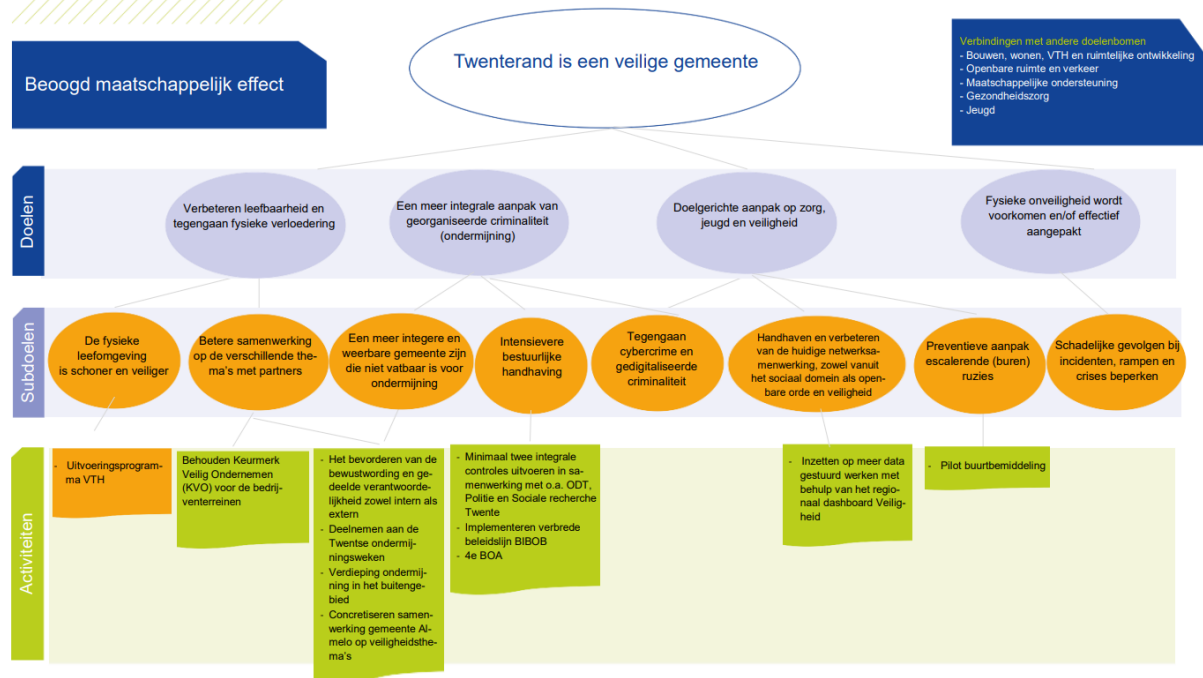 Beoogd maatschappelijk effect
Twenterand is een veilige gemeente
Verbindingen met andere doelenbomen
- Bouwen, wonen, VTH en ruimtelijke ontwikkeling
- Openbare ruimte en verkeer
- Maatschappelijke ondersteuning
- Gezondheidszorg
- Jeugd
Doelen
Verbeteren leefbaarheid en
tegengaan fysieke verloedering
Een meer integrale aanpak van
georganiseerde criminaliteit
(ondermijning)
Doelgerichte aanpak op zorg,
jeugd en veiligheid
Fysieke onveiligheid wordt
voorkomen en/of effectief
aangepakt
Subdoelen
De fysieke
leefomgeving
is schoner en veiliger
Betere samenwerking
op de verschillende the-
ma's met partners
Een meer integere en
weerbare gemeente zijn
die niet vatbaar is voor
ondermijning
Intensievere
bestuurlijke
handhaving
Tegengaan
cybercrime en
gedigitaliseerde
criminaliteit
Handhaven en verbeteren
van de huidige netwerksa-
menwerking, zowel vanuit
het sociaal domein als open-
bare orde en veiligheid
Preventieve aanpak
escalerende (buren)
ruzies
Schadelijke gevolgen bij
incidenten, rampen en
crises beperken
Activiteiten
- Uitvoeringsprogram-
ma VTH
Behouden Keurmerk
Veilig Ondernemen
(KVO) voor de bedrij-
venterreinen
- Het bevorderen van de
bewustwording en ge-
deelde verantwoorde-
lijkheid zowel intern als
extern
- Deelnemen aan de
Twentse ondermij-
ningsweken
- Verdieping ondermij-
ning in het buitenge-
bied
- Concretiseren samen-
werking gemeente Al-
melo op veiligheidsthe-
ma's
- Minimaal twee integrale
controles uitvoeren in sa-
menwerking met o.a. ODT,
Politie en Sociale recherche
Twente
- Implementeren verbrede
beleidslijn BIBOB
- 4e BOA
- Inzetten op meer data
gestuurd werken met
behulp van het regio-
naal dashboard Veilig-
heid
- Pilot buurtbemiddeling